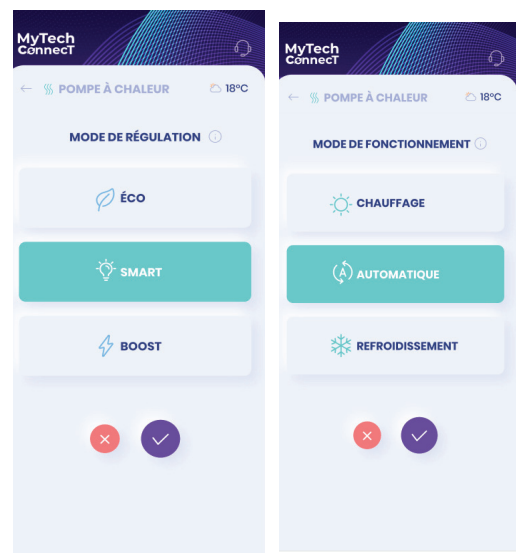 MyTech
ConnecT
POMPE À CHALEUR 18°C
MODE DE RÉGULATION
ÉCO
SMART
BOOST
MyTech
ConnecT
POMPE À CHALEUR 18°C
MODE DE FONCTIONNEMENT
CHAUFFAGE
A AUTOMATIQUE
REFROIDISSEMENT